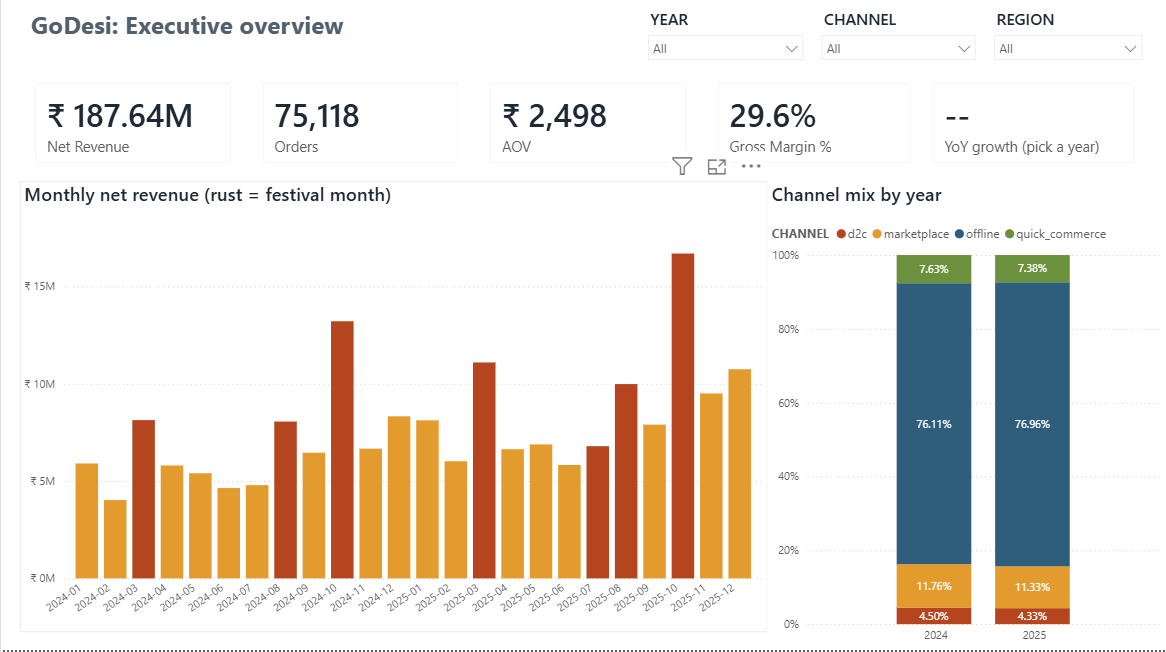 GoDesi: Executive overview
YEAR
All
CHANNEL
All
REGION
All
₹ 187.64M
Net Revenue
75,118
Orders
₹ 2,498
AOV
29.6%
Gross Margin %
--
YoY growth (pick a year)
Monthly net revenue (rust = festival month)
₹ 15M
₹ 10M
₹ 5M
₹ 0M
2024-01
2024-02
2024-03
2024-04
2024-05
2024-06
2024-07
2024-08
2024-09
2024-10
2024-11
2024-12
2025-01
2025-02
2025-03
2025-04
2025-05
2025-06
2025-07
2025-08
2025-09
2025-10
2025-11
2025-12
Channel mix by year
CHANNEL d2c marketplace offline quick_commerce
100%
80%
60%
40%
20%
0%
7.63%
7.38%
76.11%
76.96%
11.76%
11.33%
4.50%
4.33%
2024
2025